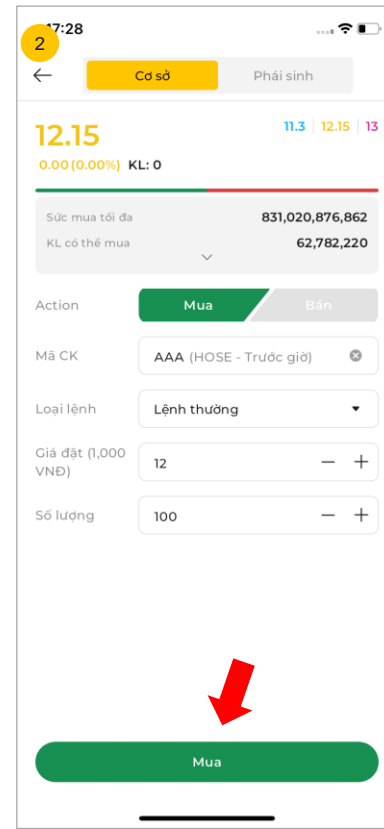 17:28
2
Cơ sở Phái sinh
12.15 11.3 12.15 13
0.00 (0.00%) KL: 0
Sức mua tối đa 831,020,876,862
KL có thể mua 62,782,220
Action Mua Bán
Mã CK AAA (HOSE - Trước giờ)
Loại lệnh Lệnh thường
Giá đặt (1,000
VNĐ) 12
Số lượng 100
Mua